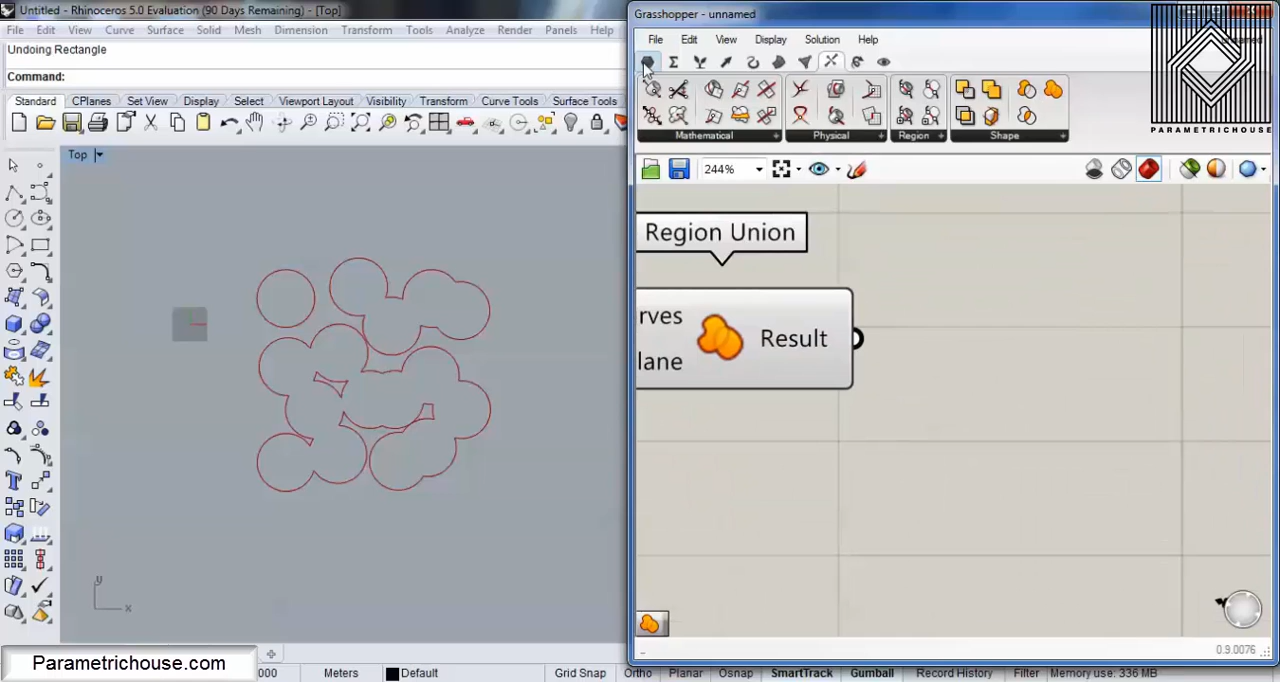 Untitled - Rhinoceros 5.0 Evaluation (90 Days Remaining) - [Top]
File Edit View Curve Surface Solid Mesh Dimension Transform Tools Analyze Render Panels Help
Undoing Rectangle
Command:
Standard CPlanes Set View Display Select Viewport Layout Visibility Transform Curve Tools Surface Tools
Top
y
x
000 Meters Default Grid Snap Ortho Planar Osnap SmartTrack Gumball Record History Filter Memory use: 336 MB
Parametrichouse.com
Grasshopper - unnamed
File Edit View Display Solution Help
Mathematical Physical Region Shape
244%
Region Union
rves
lane
Result
0.9.0076
PARAMETRICHOUSE